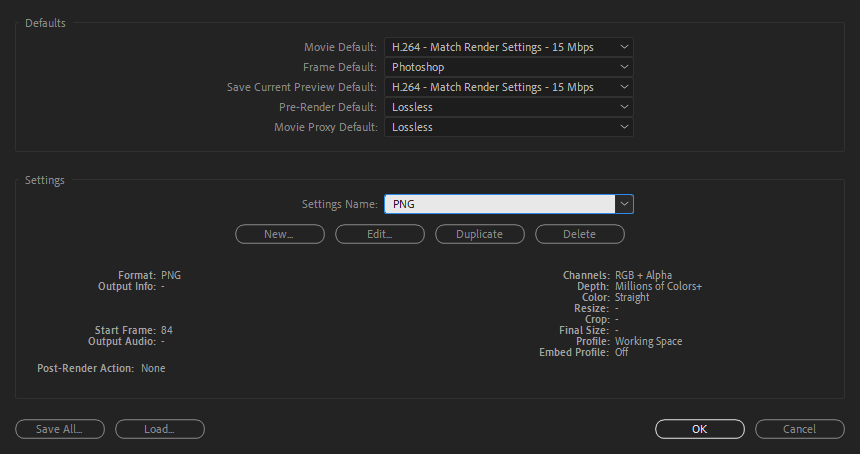 Defaults
Movie Default: H.264 - Match Render Settings - 15 Mbps
Frame Default: Photoshop
Save Current Preview Default: H.264 - Match Render Settings - 15 Mbps
Pre-Render Default: Lossless
Movie Proxy Default: Lossless
Settings
Settings Name: PNG
New... Edit... Duplicate Delete
Format: PNG
Output Info: -
Start Frame: 84
Output Audio: -
Post-Render Action: None
Channels: RGB + Alpha
Depth: Millions of Colors+
Color: Straight
Resize: -
Crop: -
Final Size: -
Profile: Working Space
Embed Profile: Off
Save All... Load... OK Cancel